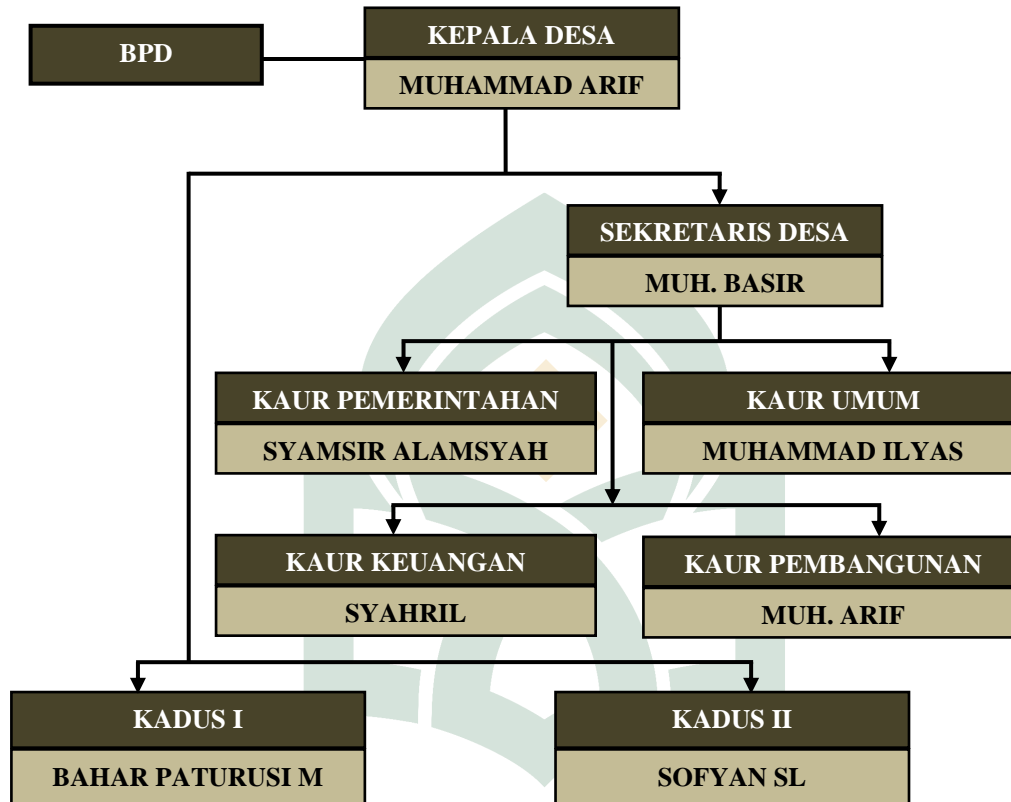 BPD
KEPALA DESA
MUHAMMAD ARIF
SEKRETARIS DESA
MUH. BASIR
KAUR PEMERINTAHAN
SYAMSIR ALAMSYAH
KAUR UMUM
MUHAMMAD ILYAS
KAUR KEUANGAN
SYAHRIL
KAUR PEMBANGUNAN
MUH. ARIF
KADUS I
BAHAR PATURUSI M
KADUS II
SOFYAN SL